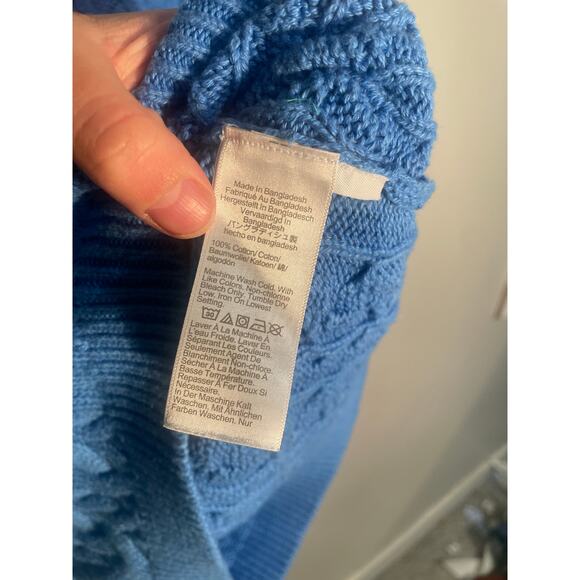 Made In Bangladesh
Fabriqué Au Bangladesh
Hergestellt In Bangladesch
Vervaardigd In
Bangladesh
バングラディシュ製
hecho en bangladesh
100% Cotton/ Coton/
Baumwolle/ Katoen/ 綿/
algodón
Machine Wash Cold, With
Like Colors. Non-chlorine
Bleach Only. Tumble Dry
Low. Iron On Lowest
Setting.
Laver À La Machine À
L'eau Froide. Laver En
Séparant Les Couleurs.
Seulement Agent De
Blanchiment Non-chlore.
Sécher À La Machine À
Basse Température.
Repasser À Fer Doux Si
Nécessaire.
In Der Maschine Kalt
Waschen, Mit Ähnlichen
Farben Waschen. Nur